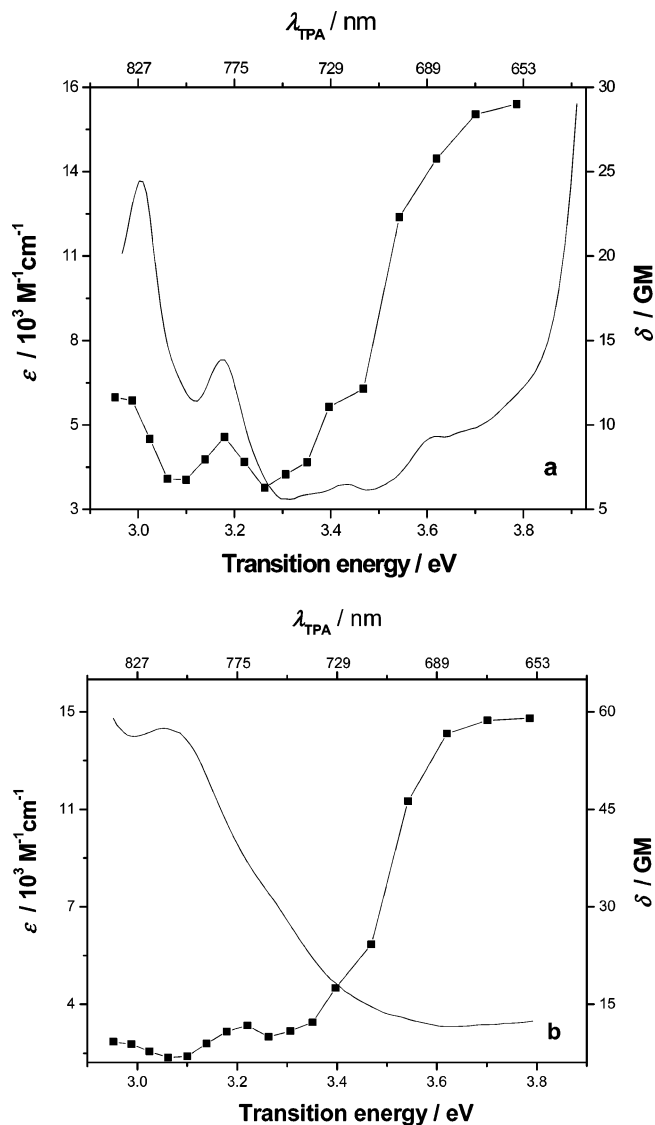 λTPA / nm
827 775 729 689 653
16 30
14 25
11 20
8 15
5 10
3 5
ε / 10³ M⁻¹cm⁻¹
δ / GM
a
3.0 3.2 3.4 3.6 3.8
Transition energy / eV
λTPA / nm
827 775 729 689 653
15 60
11 45
7 30
4 15
ε / 10³ M⁻¹cm⁻¹
δ / GM
b
3.0 3.2 3.4 3.6 3.8
Transition energy / eV